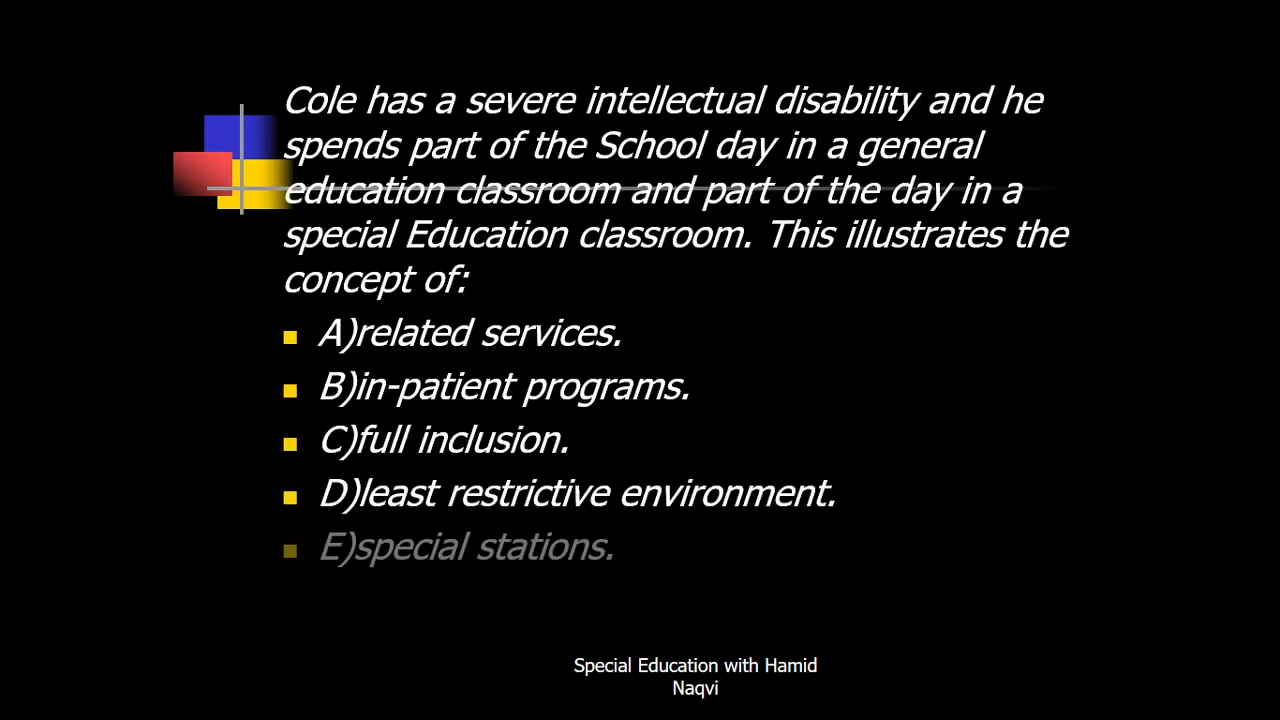 Cole has a severe intellectual disability and he
spends part of the School day in a general
education classroom and part of the day in a
special Education classroom. This illustrates the
concept of:
A)related services.
B)in-patient programs.
C)full inclusion.
D)least restrictive environment.
E)special stations.
Special Education with Hamid
Naqvi